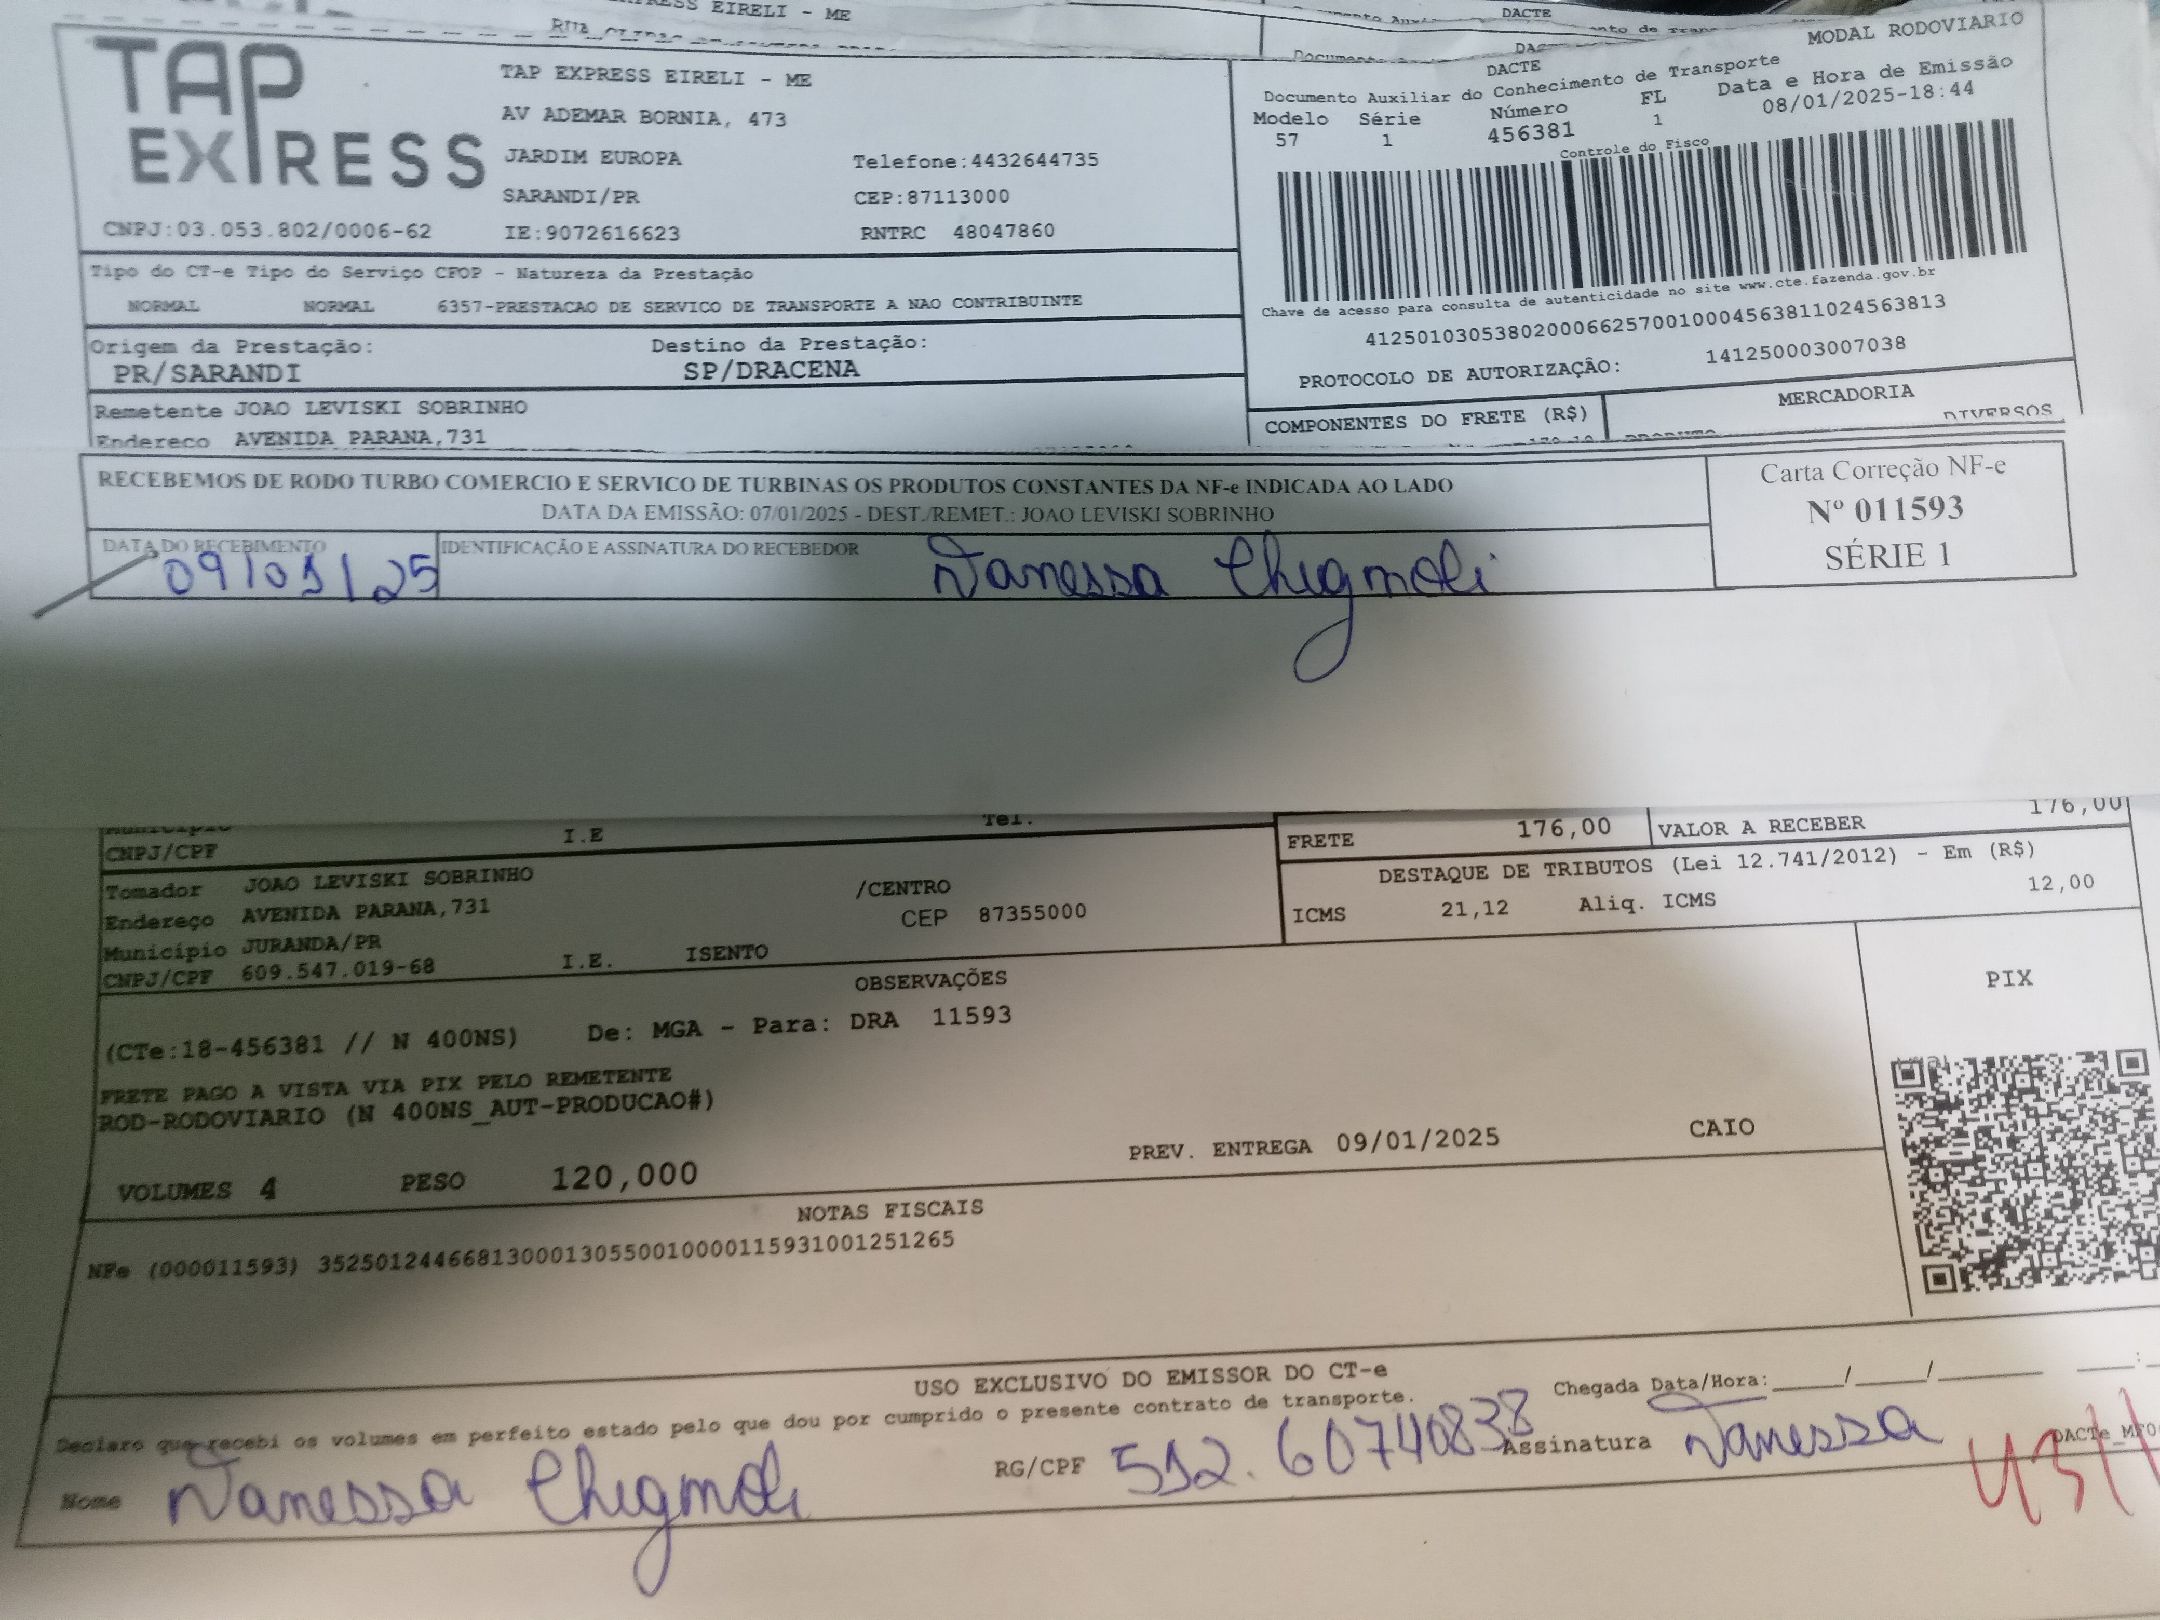 EIRELI - ME
DACTE
TAP EXPRESS
TAP EXPRESS EIRELI - ME
AV ADEMAR BORNIA, 473
JARDIM EUROPA Telefone:4432644735
SARANDI/PR CEP:87113000
CNPJ:03.053.802/0006-62 IE:9072616623 RNTRC 48047860
MODAL RODOVIARIO
DACTE
Documento Auxiliar do Conhecimento de Transporte
Modelo Série Número FL Data e Hora de Emissão
57 1 456381 1 08/01/2025-18:44
Controle do Fisco
Chave de acesso para consulta de autenticidade no site www.cte.fazenda.gov.br
41250103053802000662570010004563811024563813
PROTOCOLO DE AUTORIZAÇÃO: 141250003007038
Tipo do CT-e Tipo do Serviço CFOP - Natureza da Prestação
NORMAL NORMAL 6357-PRESTACAO DE SERVICO DE TRANSPORTE A NAO CONTRIBUINTE
Origem da Prestação: Destino da Prestação:
PR/SARANDI SP/DRACENA
Remetente JOAO LEVISKI SOBRINHO
Endereço AVENIDA PARANA,731
COMPONENTES DO FRETE (R$) MERCADORIA
DIVERSOS
RECEBEMOS DE RODO TURBO COMERCIO E SERVICO DE TURBINAS OS PRODUTOS CONSTANTES DA NF-e INDICADA AO LADO
DATA DA EMISSÃO: 07/01/2025 - DEST./REMET.: JOAO LEVISKI SOBRINHO
DATA DO RECEBIMENTO IDENTIFICAÇÃO E ASSINATURA DO RECEBEDOR
09/01/25 Vanessa
Carta Correção NF-e
Nº 011593
SÉRIE 1
Município I.E Tel.
CNPJ/CPF
FRETE 176,00 VALOR A RECEBER 176,00
Tomador JOAO LEVISKI SOBRINHO
Endereço AVENIDA PARANA,731 /CENTRO
Município JURANDA/PR CEP 87355000
CNPJ/CPF 609.547.019-68 I.E. ISENTO
DESTAQUE DE TRIBUTOS (Lei 12.741/2012) - Em (R$)
ICMS 21,12 Aliq. ICMS 12,00
OBSERVAÇÕES
(CTe:18-456381 // N 400NS) De: MGA - Para: DRA 11593
FRETE PAGO A VISTA VIA PIX PELO REMETENTE
ROD-RODOVIARIO (N 400NS_AUT-PRODUCAO#)
PREV. ENTREGA 09/01/2025 CAIO
VOLUMES 4 PESO 120,000
PIX
NOTAS FISCAIS
NFe (000011593) 35250124466813000130550010000115931001251265
USO EXCLUSIVO DO EMISSOR DO CT-e
Declaro que recebi os volumes em perfeito estado pelo que dou por cumprido o presente contrato de transporte. Chegada Data/Hora:
Nome Vanessa RG/CPF 512.60740838 Assinatura Vanessa